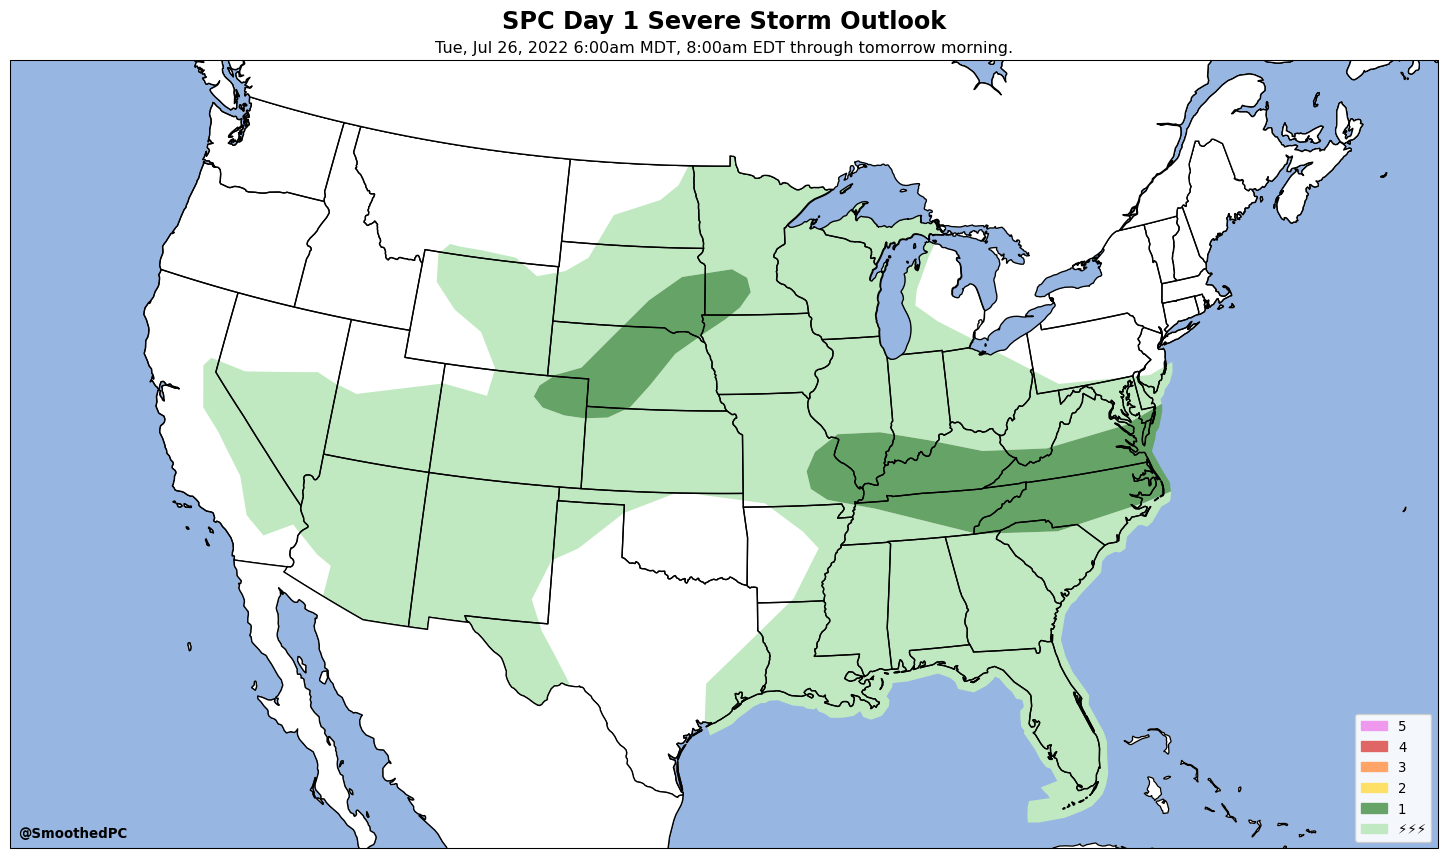 SPC Day 1 Severe Storm Outlook
Tue, Jul 26, 2022 6:00am MDT, 8:00am EDT through tomorrow morning.
5
4
3
2
1
⚡⚡⚡
@SmoothedPC